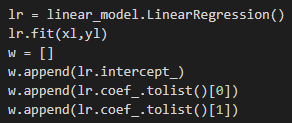 lr = linear_model.LinearRegression()
lr.fit(xl,yl)
w = []
w.append(lr.intercept_)
w.append(lr.coef_.tolist()[0])
w.append(lr.coef_.tolist()[1])